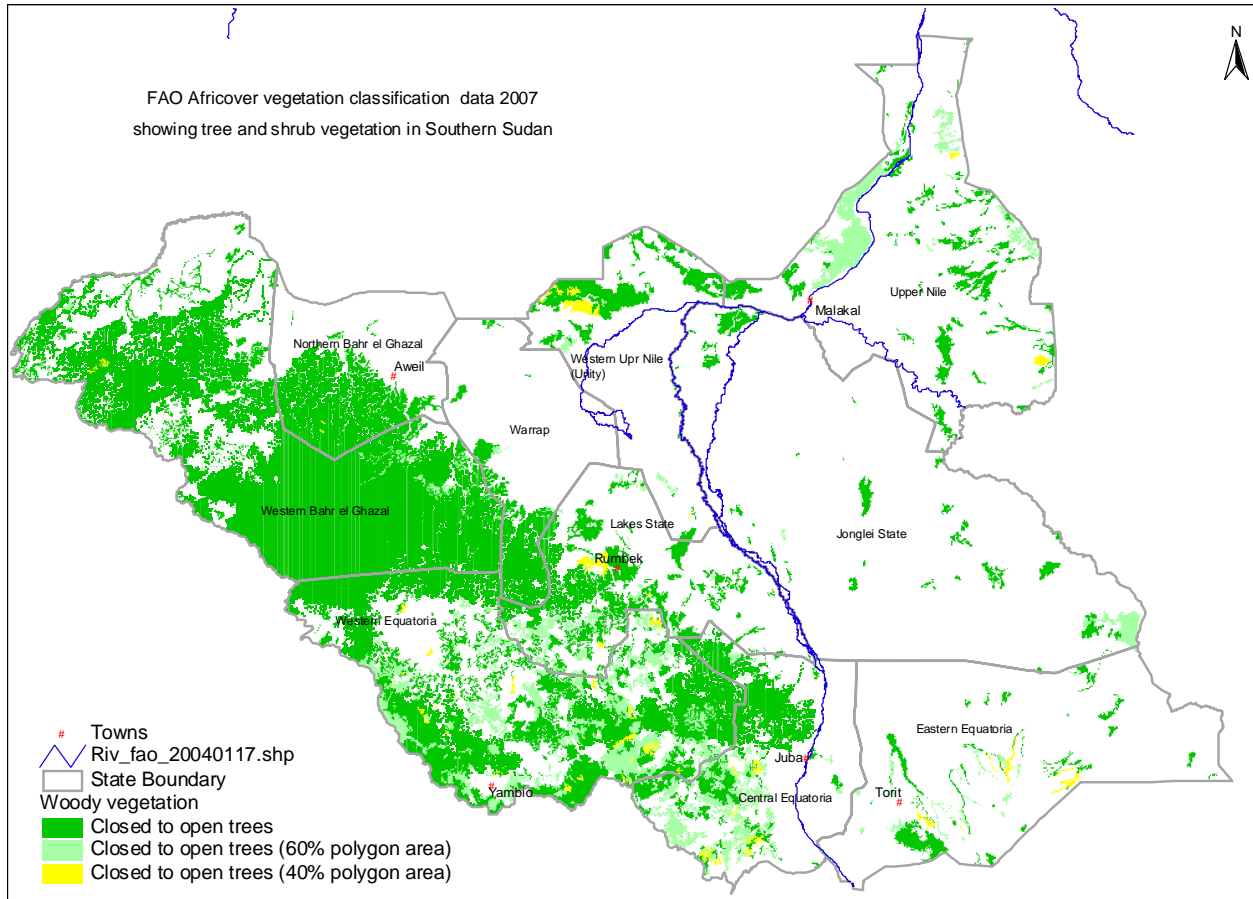 N
FAO Africover vegetation classification data 2007
showing tree and shrub vegetation in Southern Sudan
Upper Nile
Malakal
Northern Bahr el Ghazal
Aweil
Western Upr Nile
(Unity)
Warrap
Western Bahr el Ghazal
Lakes State
Jonglei State
Rumbek
Western Equatoria
Eastern Equatoria
Juba
Yambio
Central Equatoria
Torit
# Towns
Riv_fao_20040117.shp
State Boundary
Woody vegetation
Closed to open trees
Closed to open trees (60% polygon area)
Closed to open trees (40% polygon area)